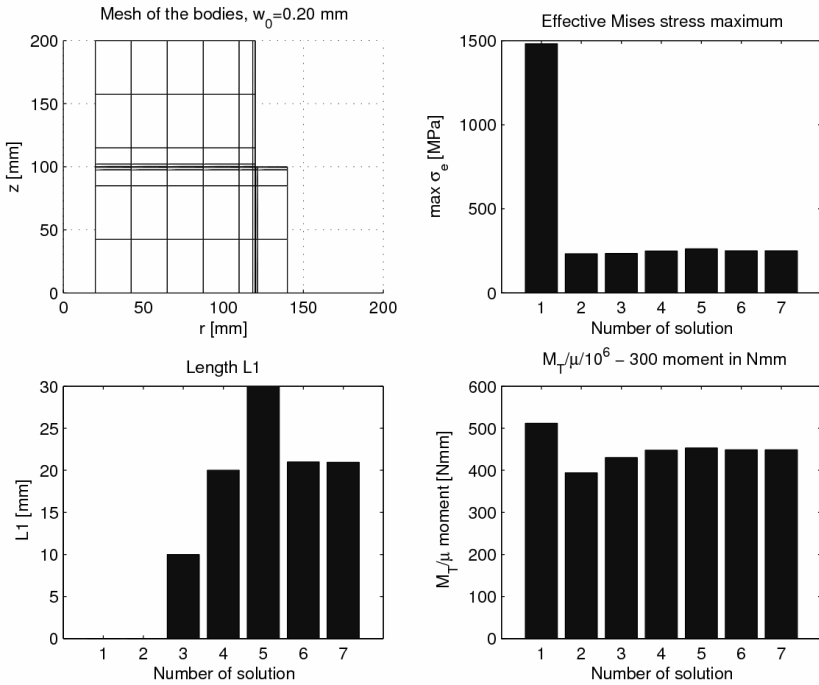 Mesh of the bodies, w0=0.20 mm
200
150
100
50
0
z [mm]
0 50 100 150 200
r [mm]
Effective Mises stress maximum
1500
1000
500
0
max σe [MPa]
1 2 3 4 5 6 7
Number of solution
Length L1
30
25
20
15
10
5
0
L1 [mm]
1 2 3 4 5 6 7
Number of solution
MT/μ/10^6 − 300 moment in Nmm
600
500
400
300
200
100
0
MT/μ moment [Nmm]
1 2 3 4 5 6 7
Number of solution